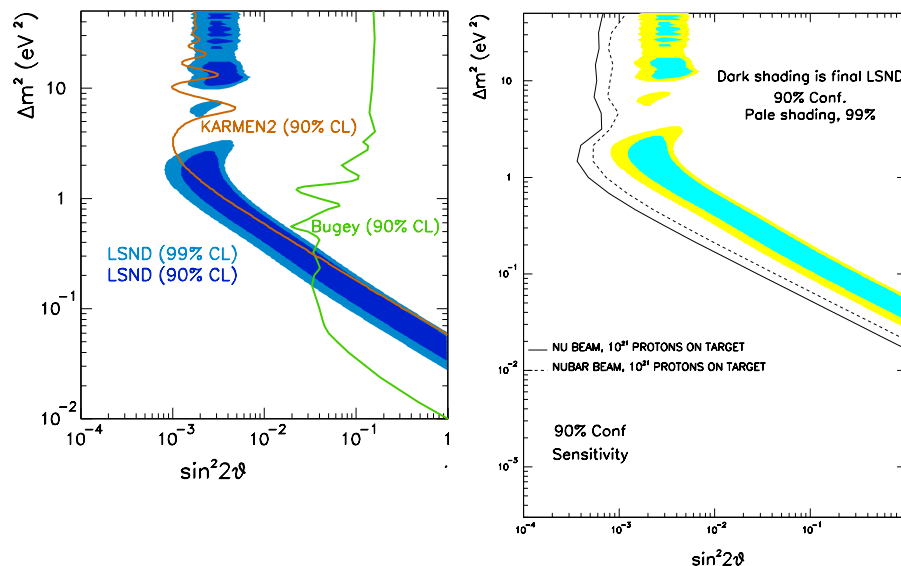 Δm² (eV²)
10
1
10⁻¹
10⁻²
KARMEN2 (90% CL)
Bugey (90% CL)
LSND (99% CL)
LSND (90% CL)
10⁻⁴
10⁻³
10⁻²
10⁻¹
1
sin²2ϑ
Δm² (eV²)
10
1
10⁻¹
10⁻²
10⁻³
Dark shading is final LSND
90% Conf.
Pale shading, 99%
NU BEAM, 10²¹ PROTONS ON TARGET
NUBAR BEAM, 10²¹ PROTONS ON TARGET
90% Conf
Sensitivity
10⁻⁴
10⁻³
10⁻²
10⁻¹
sin²2ϑ